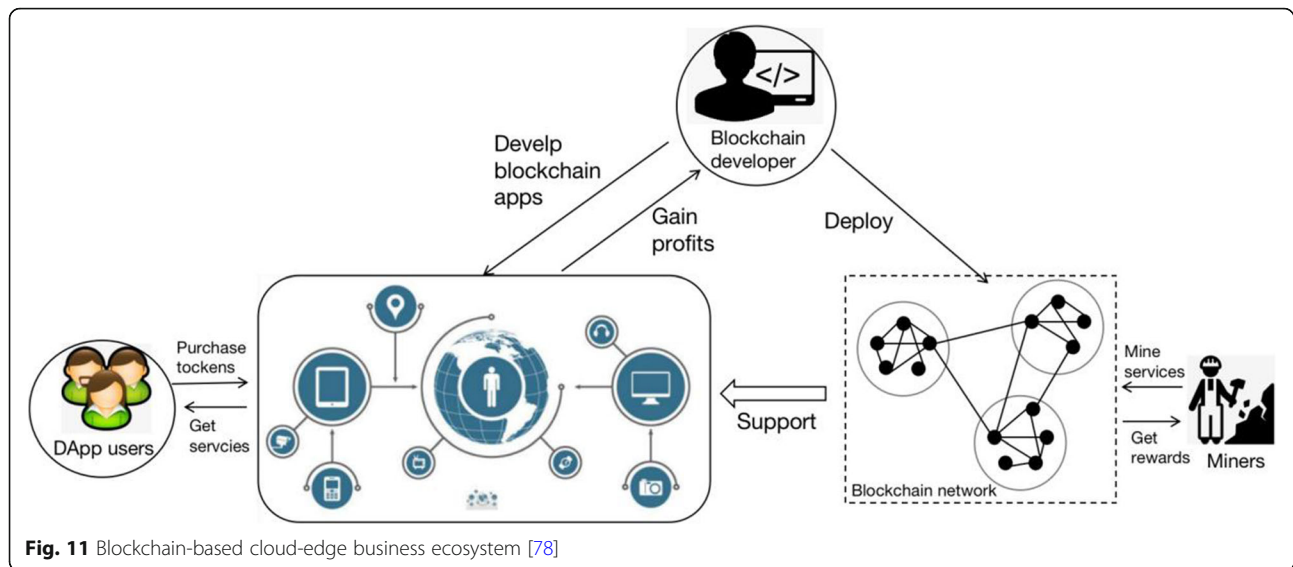 </>
Blockchain
developer
Develp
blockchain
apps
Gain
profits
Deploy
Purchase
tockens
Get
servcies
DApp users
Support
Mine
services
Get
rewards
Miners
Blockchain network
Fig. 11 Blockchain-based cloud-edge business ecosystem [78]